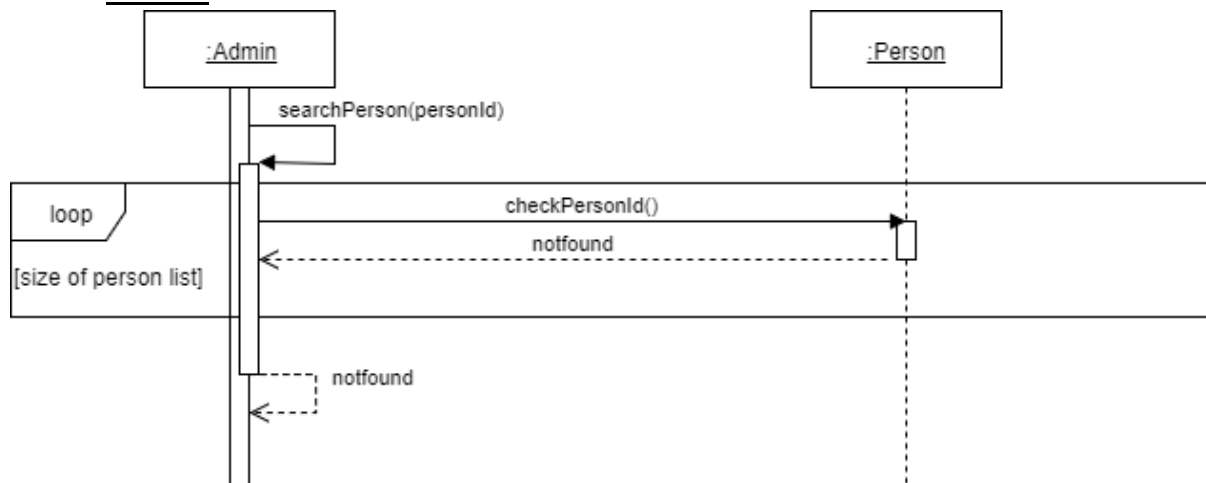 :Admin
:Person
searchPerson(personId)
loop
checkPersonId()
notfound
[size of person list]
notfound